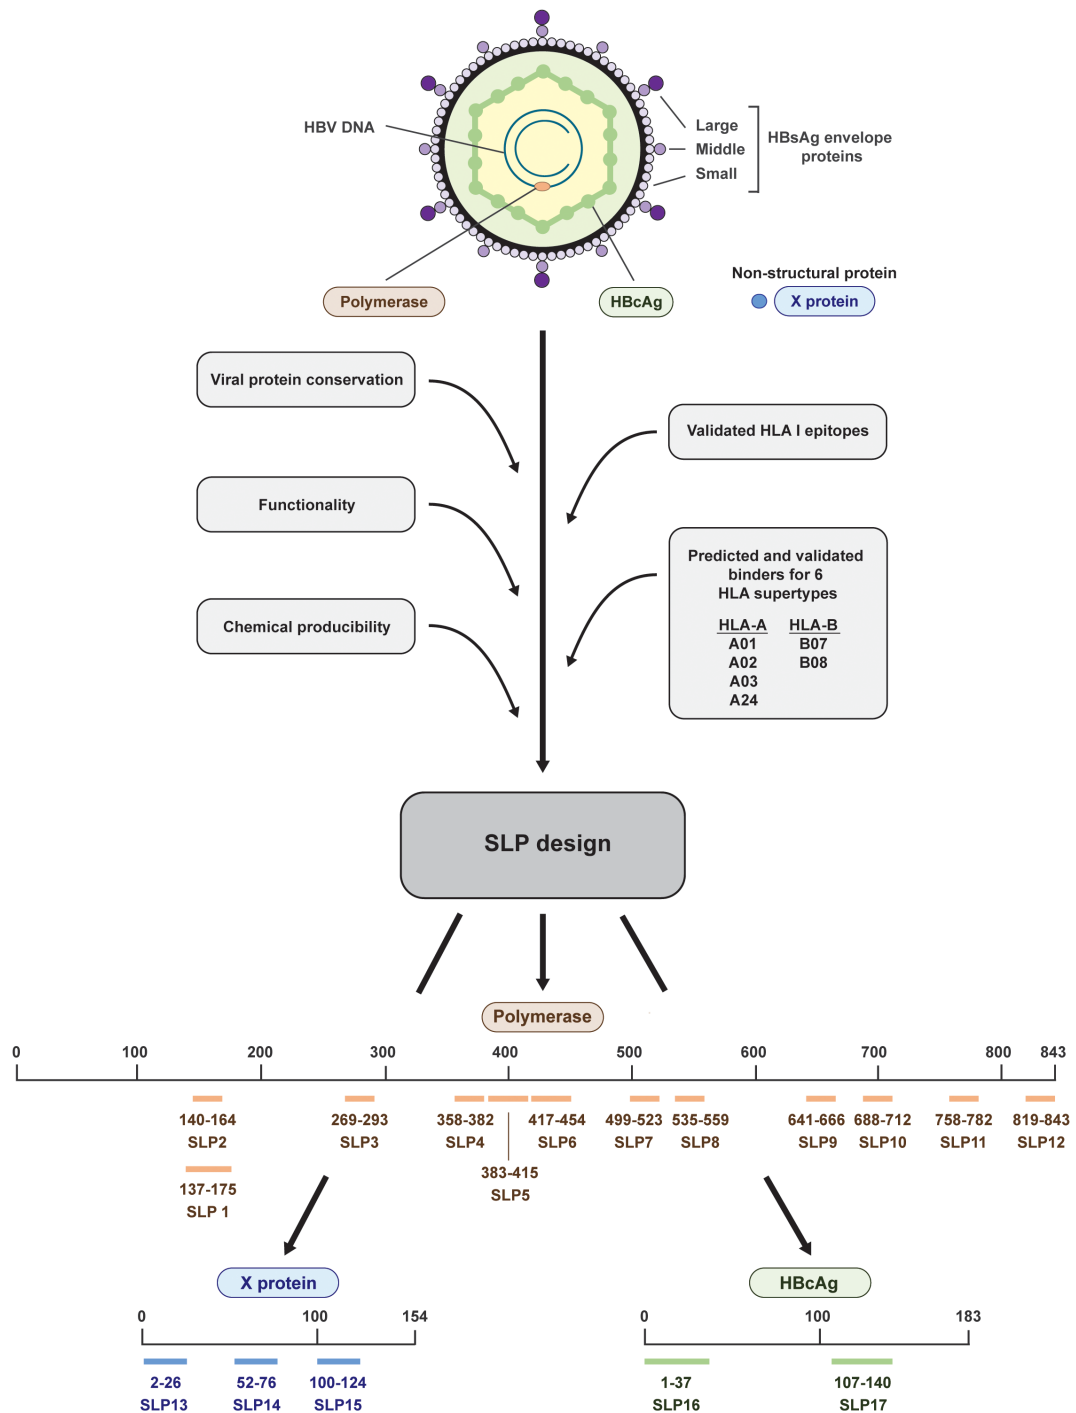 HBV DNA
Large
Middle
Small
HBsAg envelope
proteins
Non-structural protein
Polymerase
HBcAg
X protein
Viral protein conservation
Validated HLA I epitopes
Functionality
Predicted and validated
binders for 6
HLA supertypes
HLA-A HLA-B
A01 B07
A02 B08
A03
A24
Chemical producibility
SLP design
Polymerase
0 100 200 300 400 500 600 700 800 843
140-164 269-293 358-382 417-454 499-523 535-559 641-666 688-712 758-782 819-843
SLP2 SLP3 SLP4 SLP6 SLP7 SLP8 SLP9 SLP10 SLP11 SLP12
383-415
SLP5
137-175
SLP 1
X protein
0 100 154
2-26 52-76 100-124
SLP13 SLP14 SLP15
HBcAg
0 100 183
1-37 107-140
SLP16 SLP17